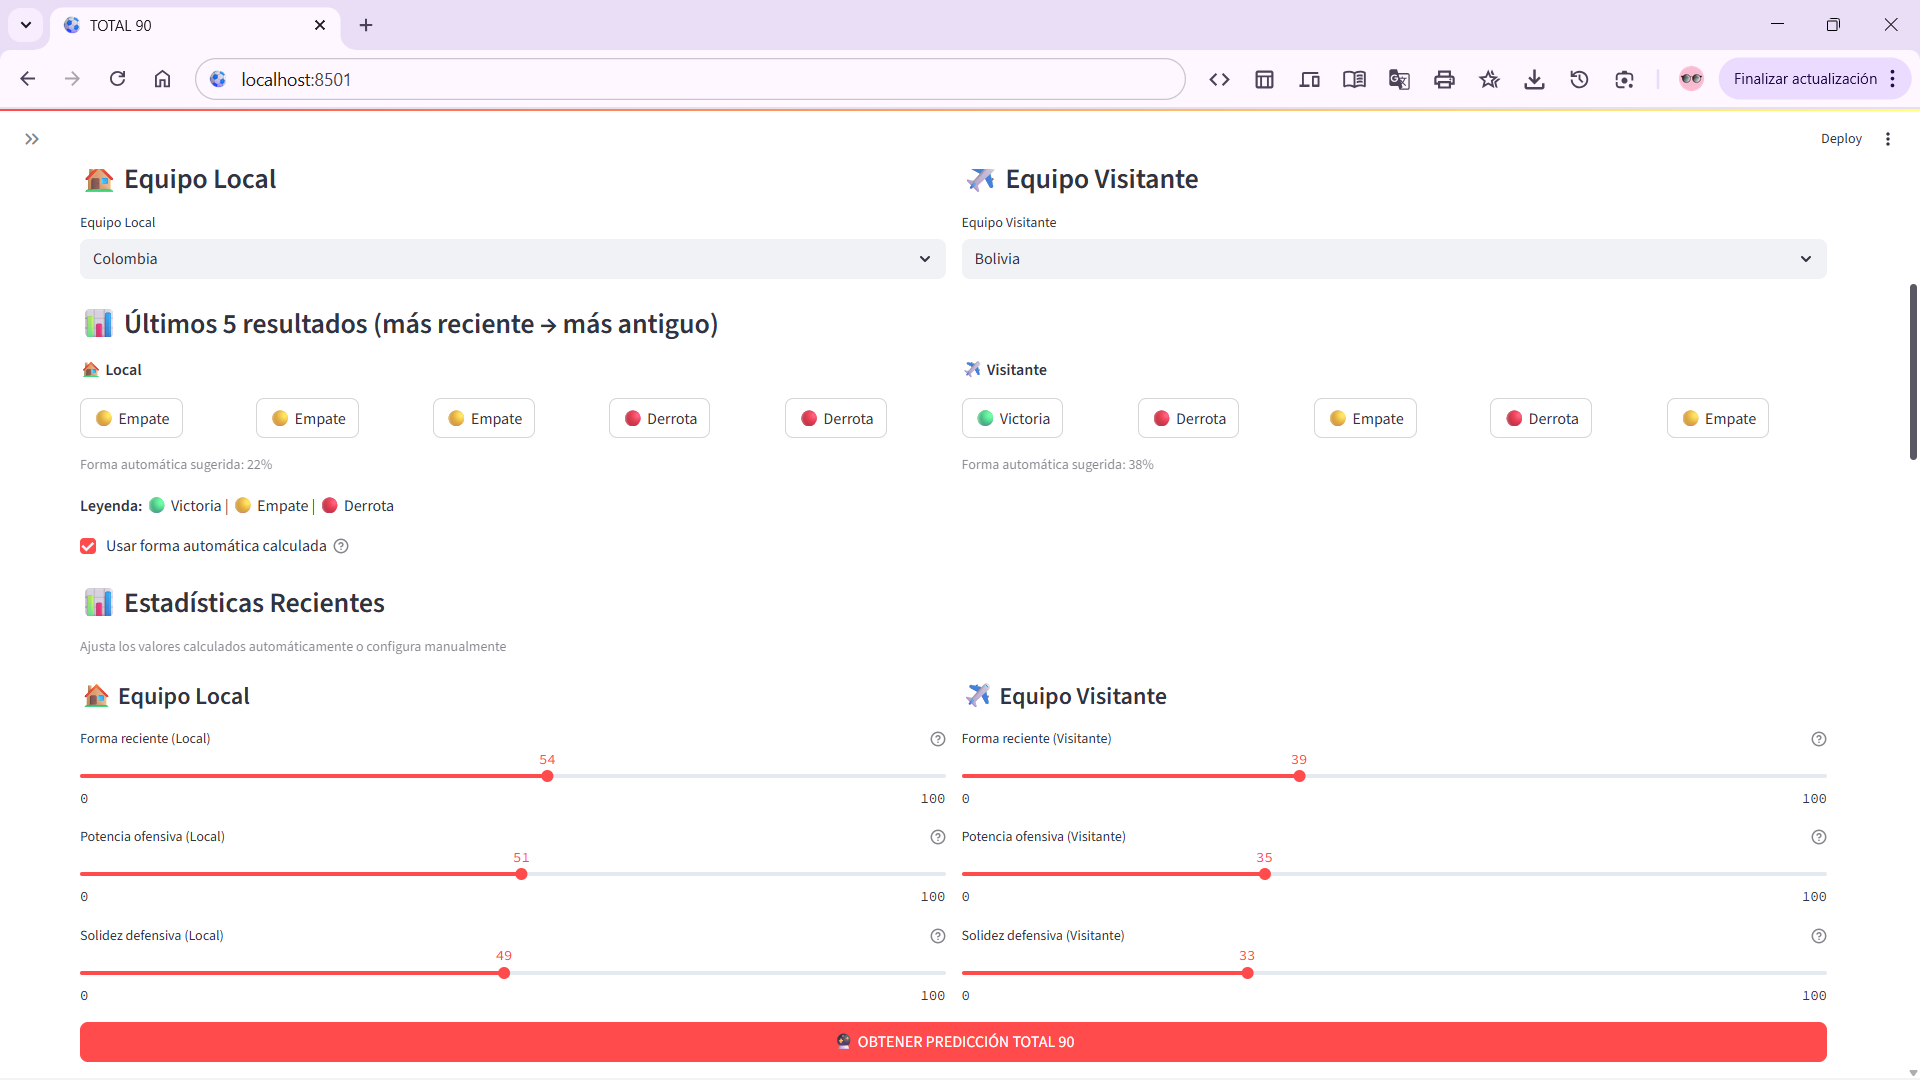 TOTAL 90
localhost:8501
Finalizar actualización
Deploy
Equipo Local
Equipo Visitante
Equipo Local
Equipo Visitante
Colombia
Bolivia
Últimos 5 resultados (más reciente → más antiguo)
Local
Visitante
Empate
Empate
Empate
Derrota
Derrota
Victoria
Derrota
Empate
Derrota
Empate
Forma automática sugerida: 22%
Forma automática sugerida: 38%
Leyenda: Victoria | Empate | Derrota
Usar forma automática calculada
Estadísticas Recientes
Ajusta los valores calculados automáticamente o configura manualmente
Equipo Local
Equipo Visitante
Forma reciente (Local)
Forma reciente (Visitante)
54
39
0 100
0 100
Potencia ofensiva (Local)
Potencia ofensiva (Visitante)
51
35
0 100
0 100
Solidez defensiva (Local)
Solidez defensiva (Visitante)
49
33
0 100
0 100
OBTENER PREDICCIÓN TOTAL 90